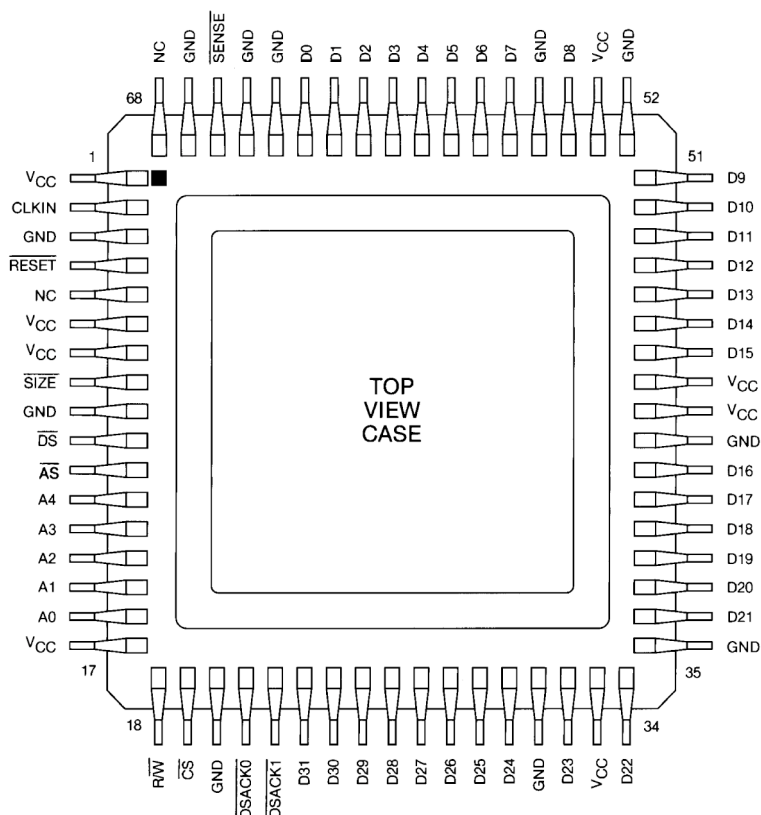 NC
GND
SENSE
GND
GND
D0
D1
D2
D3
D4
D5
D6
D7
GND
D8
VCC
GND
68
52
1
51
VCC
CLKIN
GND
RESET
NC
VCC
VCC
SIZE
GND
DS
AS
A4
A3
A2
A1
A0
VCC
TOP
VIEW
CASE
D9
D10
D11
D12
D13
D14
D15
VCC
VCC
GND
D16
D17
D18
D19
D20
D21
GND
17
35
18
34
R/W
CS
GND
DSACK0
DSACK1
D31
D30
D29
D28
D27
D26
D25
D24
GND
D23
VCC
D22